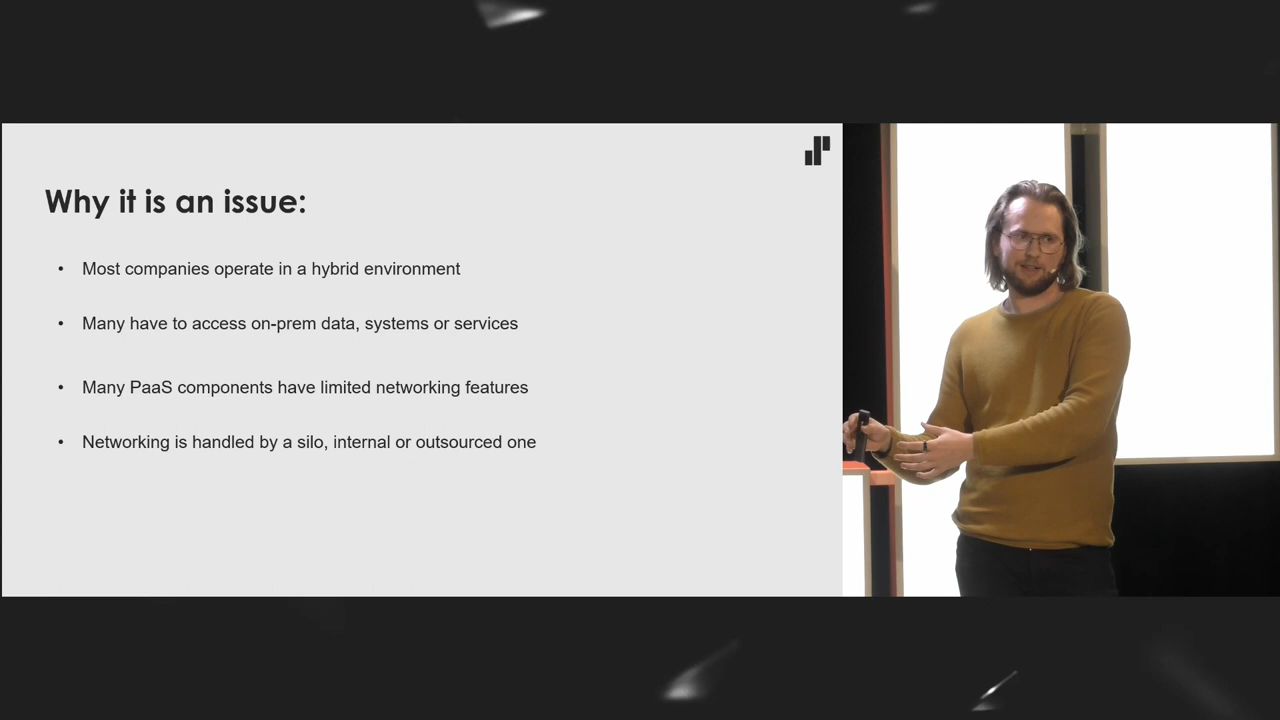 Why it is an issue:
• Most companies operate in a hybrid environment
• Many have to access on-prem data, systems or services
• Many PaaS components have limited networking features
• Networking is handled by a silo, internal or outsourced one